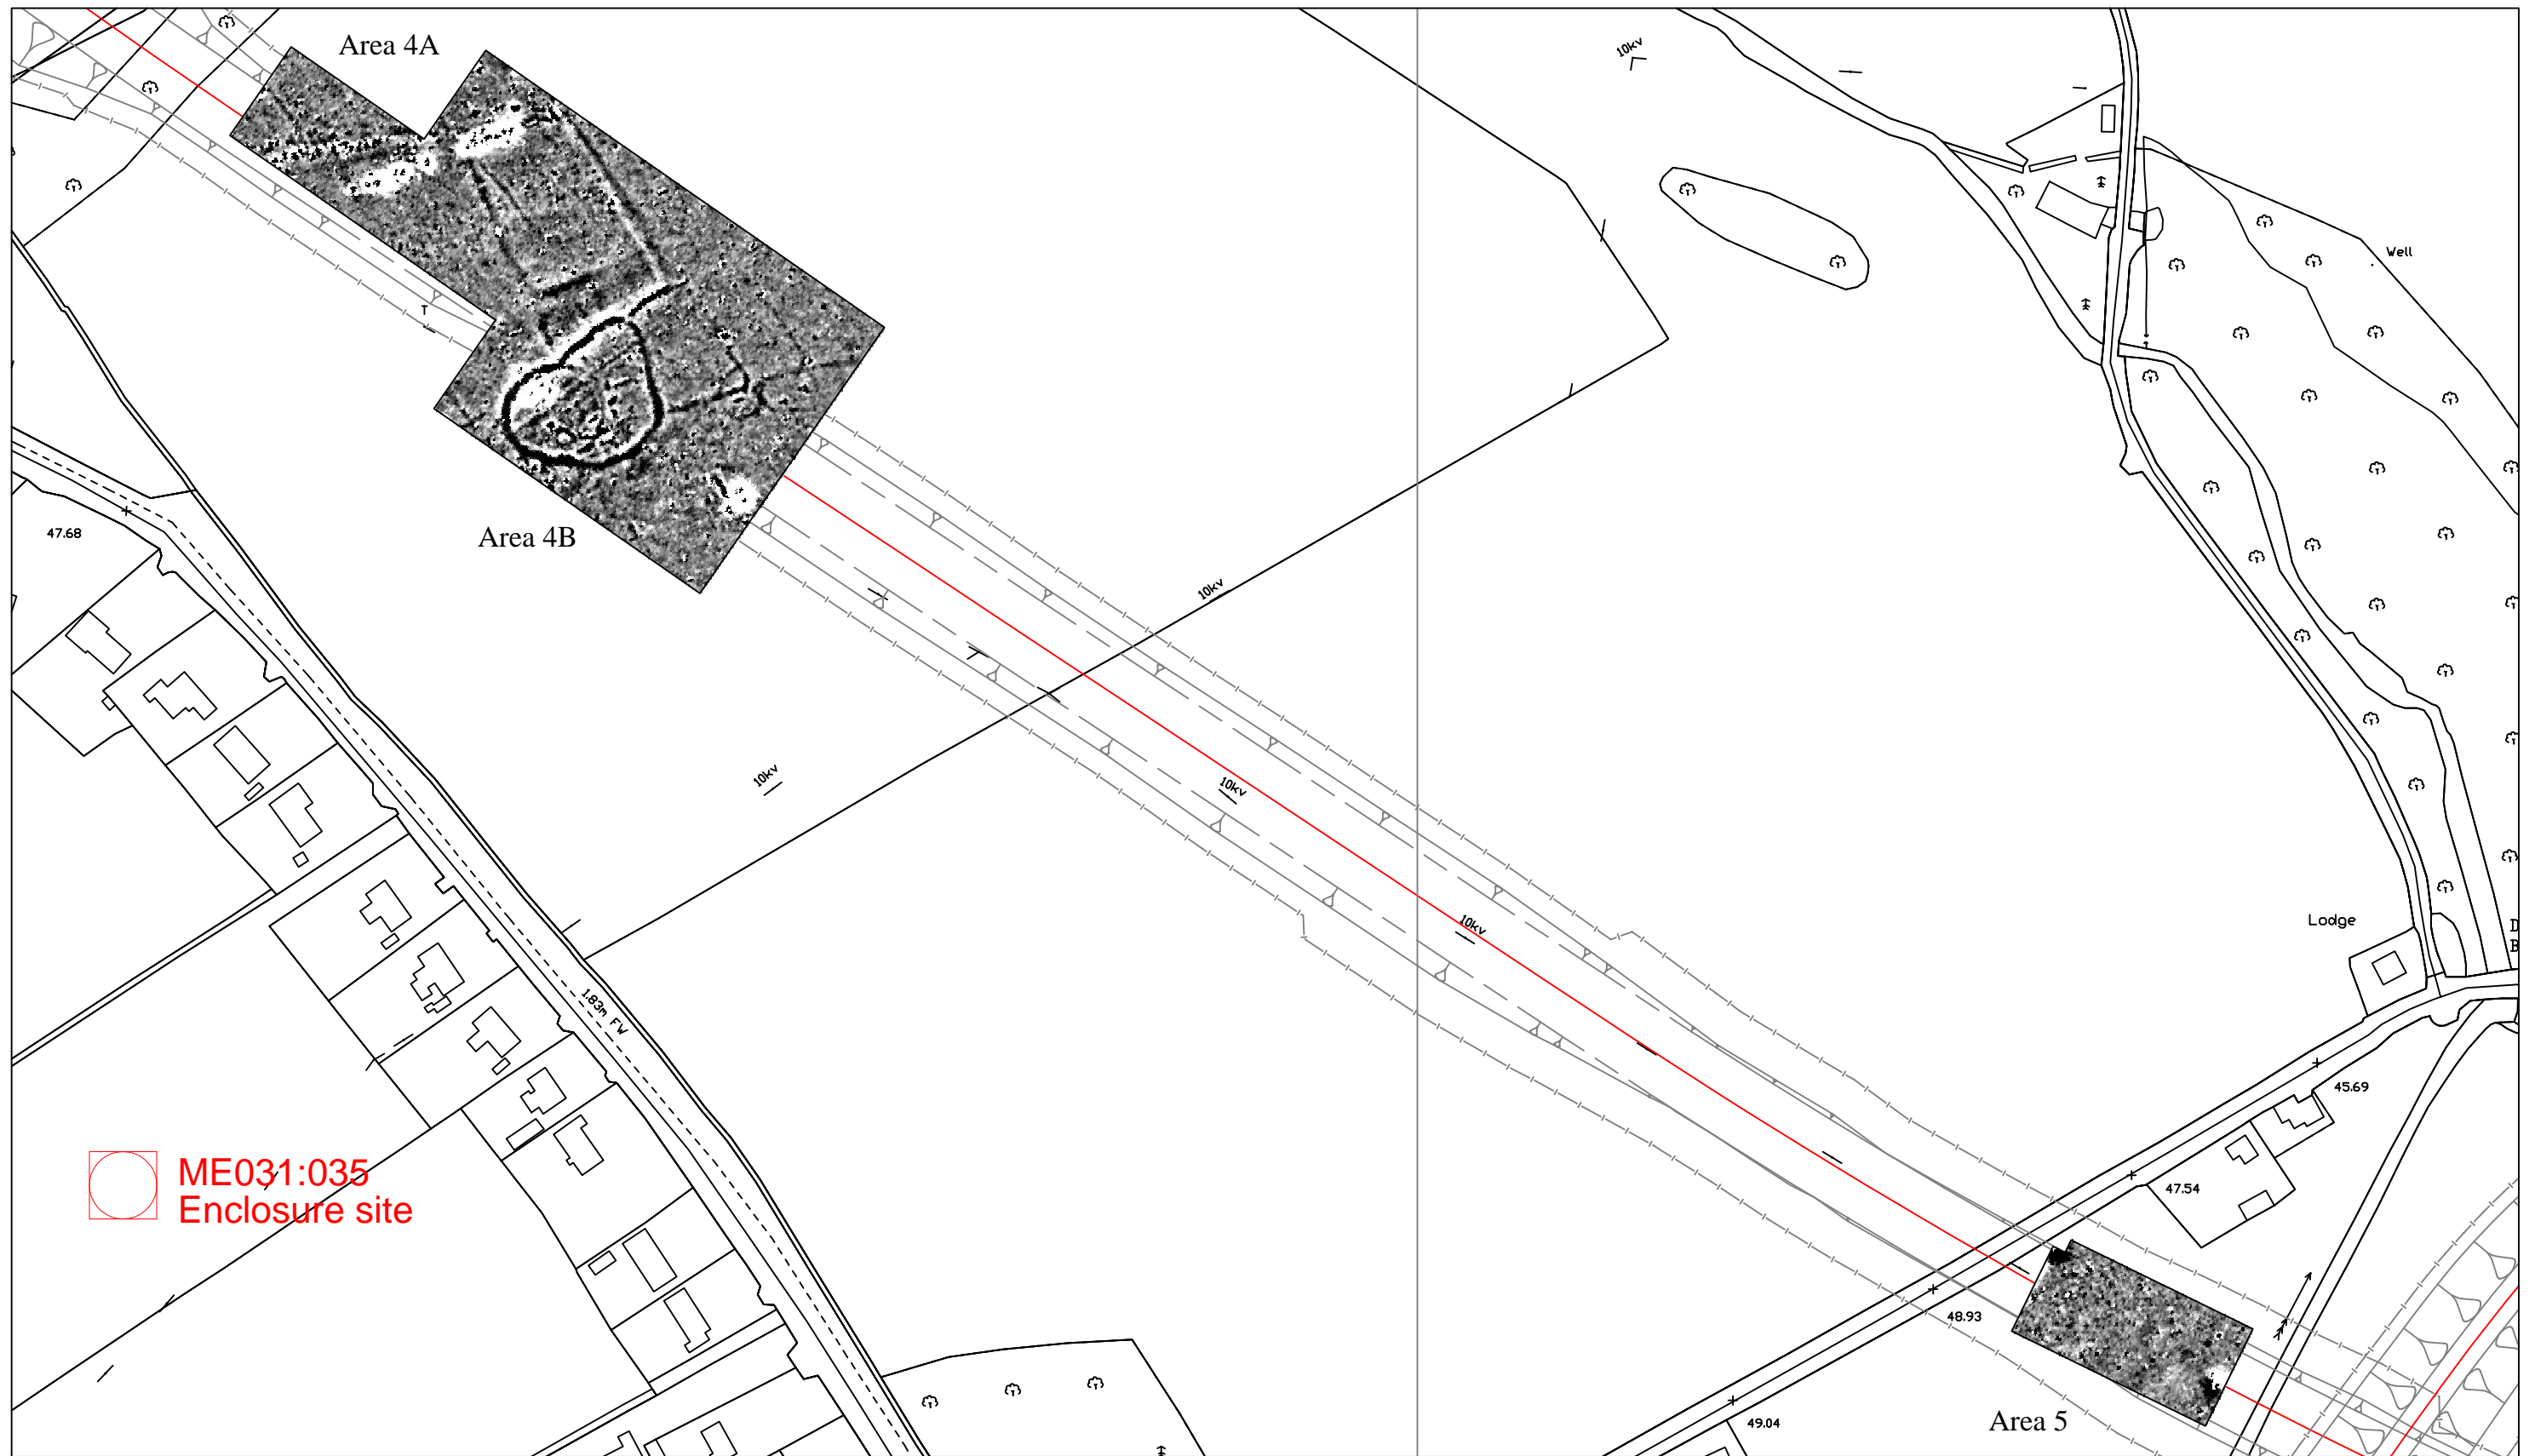 Area 4A
10kv
Well
T
47.68
Area 4B
10kv
10kv
10kv
10kv
Lodge
D
B
1.83m FW
45.69
ME031:035
Enclosure site
47.54
48.93
49.04
Area 5